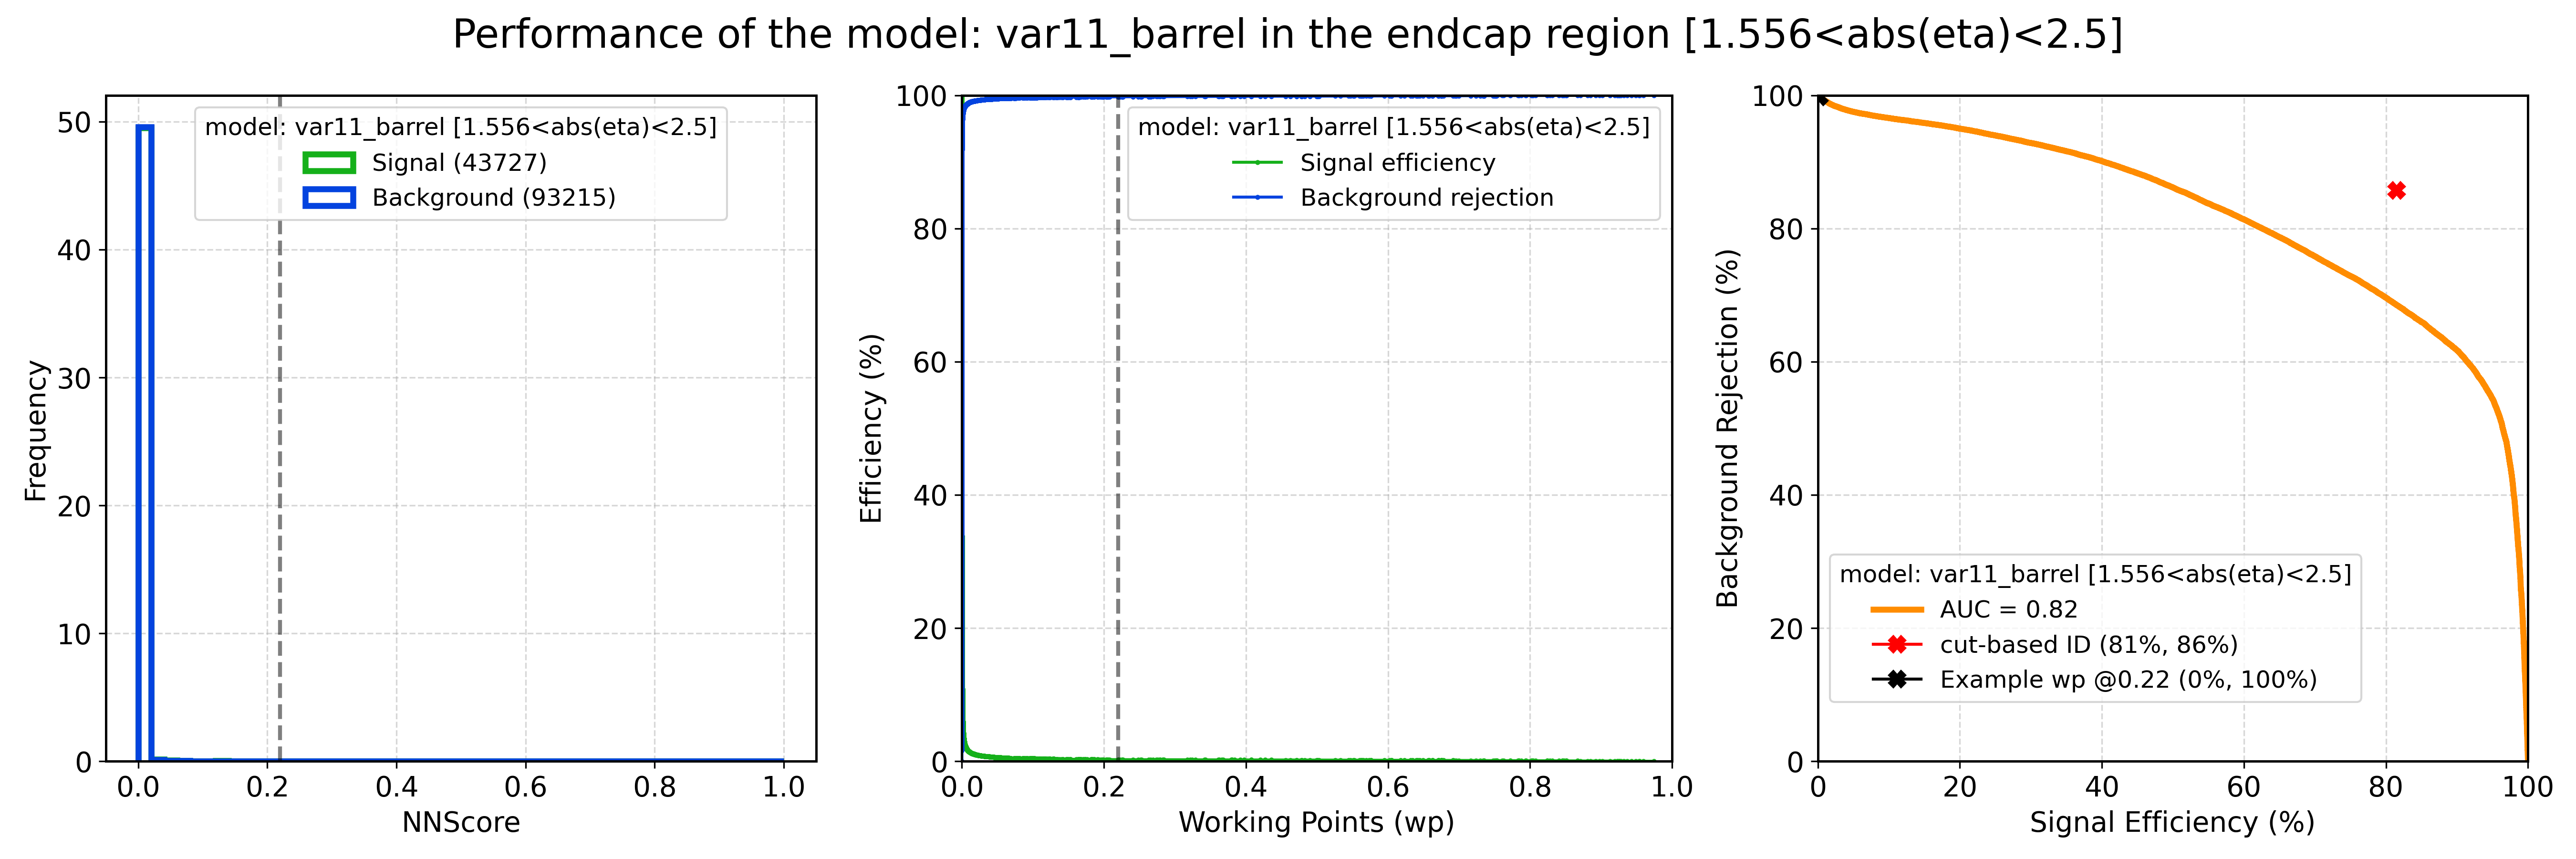 Performance of the model: var11_barrel in the endcap region [1.556<abs(eta)<2.5]
Frequency
50
40
30
20
10
0
model: var11_barrel [1.556<abs(eta)<2.5]
Signal (43727)
Background (93215)
0.0 0.2 0.4 0.6 0.8 1.0
NNScore
Efficiency (%)
100
80
60
40
20
0
model: var11_barrel [1.556<abs(eta)<2.5]
Signal efficiency
Background rejection
0.0 0.2 0.4 0.6 0.8 1.0
Working Points (wp)
Background Rejection (%)
100
80
60
40
20
0
model: var11_barrel [1.556<abs(eta)<2.5]
AUC = 0.82
cut-based ID (81%, 86%)
Example wp @0.22 (0%, 100%)
0 20 40 60 80 100
Signal Efficiency (%)